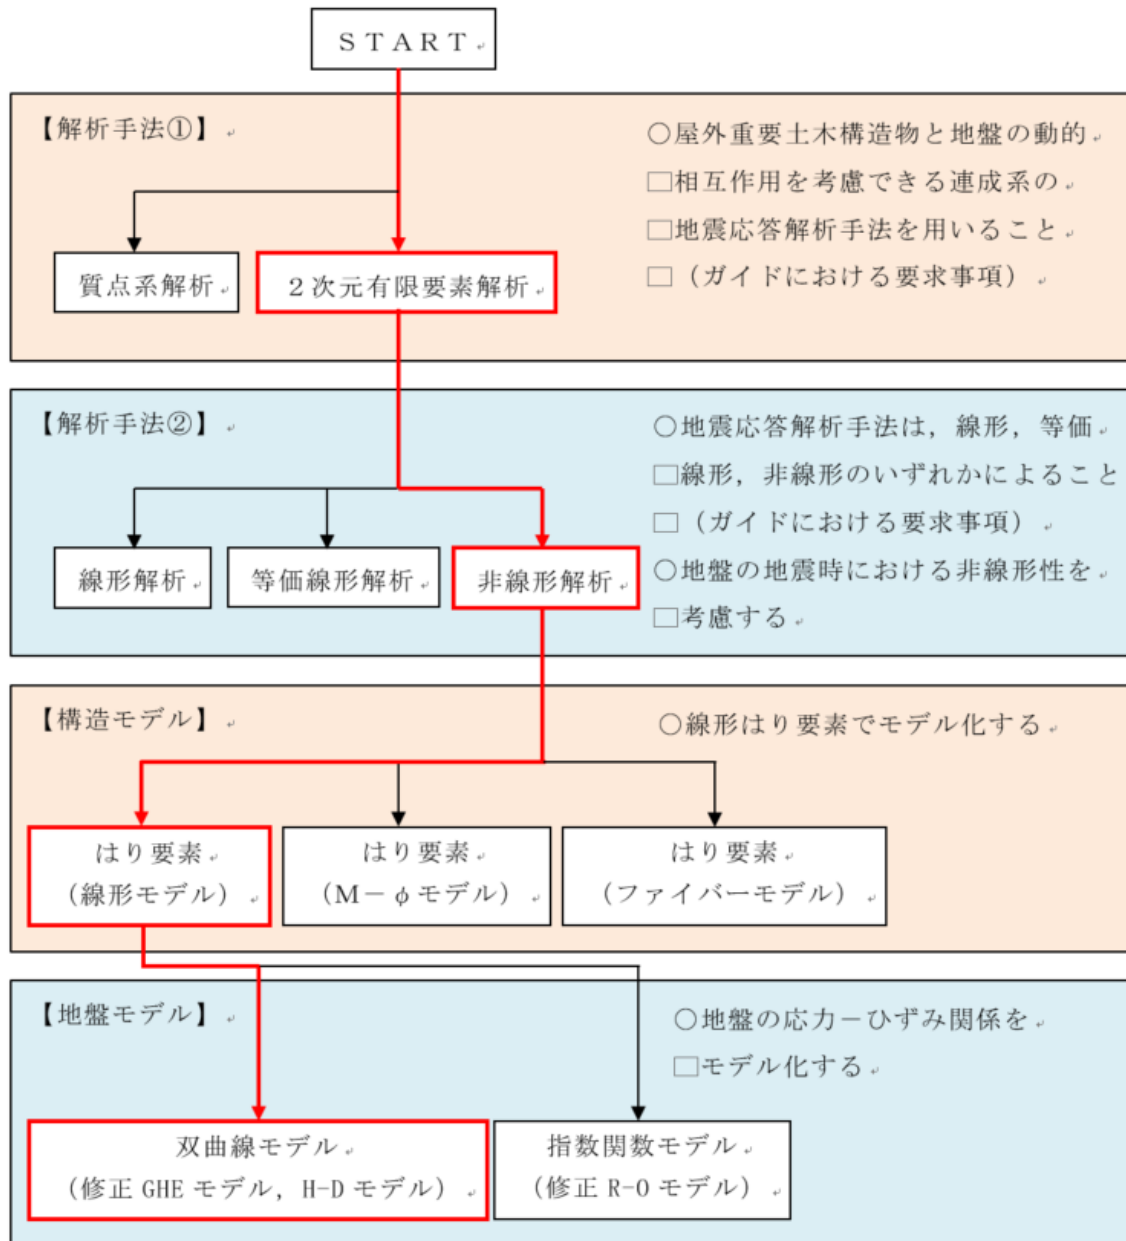 START
【解析手法①】
○屋外重要土木構造物と地盤の動的
□相互作用を考慮できる連成系の
□地震応答解析手法を用いること
□（ガイドにおける要求事項）
質点系解析
２次元有限要素解析
【解析手法②】
○地震応答解析手法は，線形，等価
□線形，非線形のいずれかによること
□（ガイドにおける要求事項）
○地盤の地震時における非線形性を
□考慮する
線形解析
等価線形解析
非線形解析
【構造モデル】
○線形はり要素でモデル化する
はり要素
（線形モデル）
はり要素
（Ｍ－φモデル）
はり要素
（ファイバーモデル）
【地盤モデル】
○地盤の応力－ひずみ関係を
□モデル化する
双曲線モデル
（修正 GHE モデル，H-D モデル）
指数関数モデル
（修正 R-O モデル）